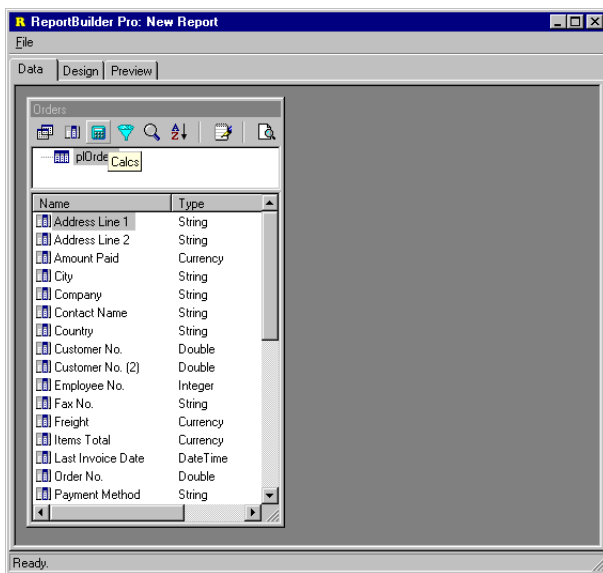 R ReportBuilder Pro: New Report
File
Data Design Preview
Orders
plOrde
Calcs
Name Type
Address Line 1 String
Address Line 2 String
Amount Paid Currency
City String
Company String
Contact Name String
Country String
Customer No. Double
Customer No. (2) Double
Employee No. Integer
Fax No. String
Freight Currency
Items Total Currency
Last Invoice Date DateTime
Order No. Double
Payment Method String
Ready.